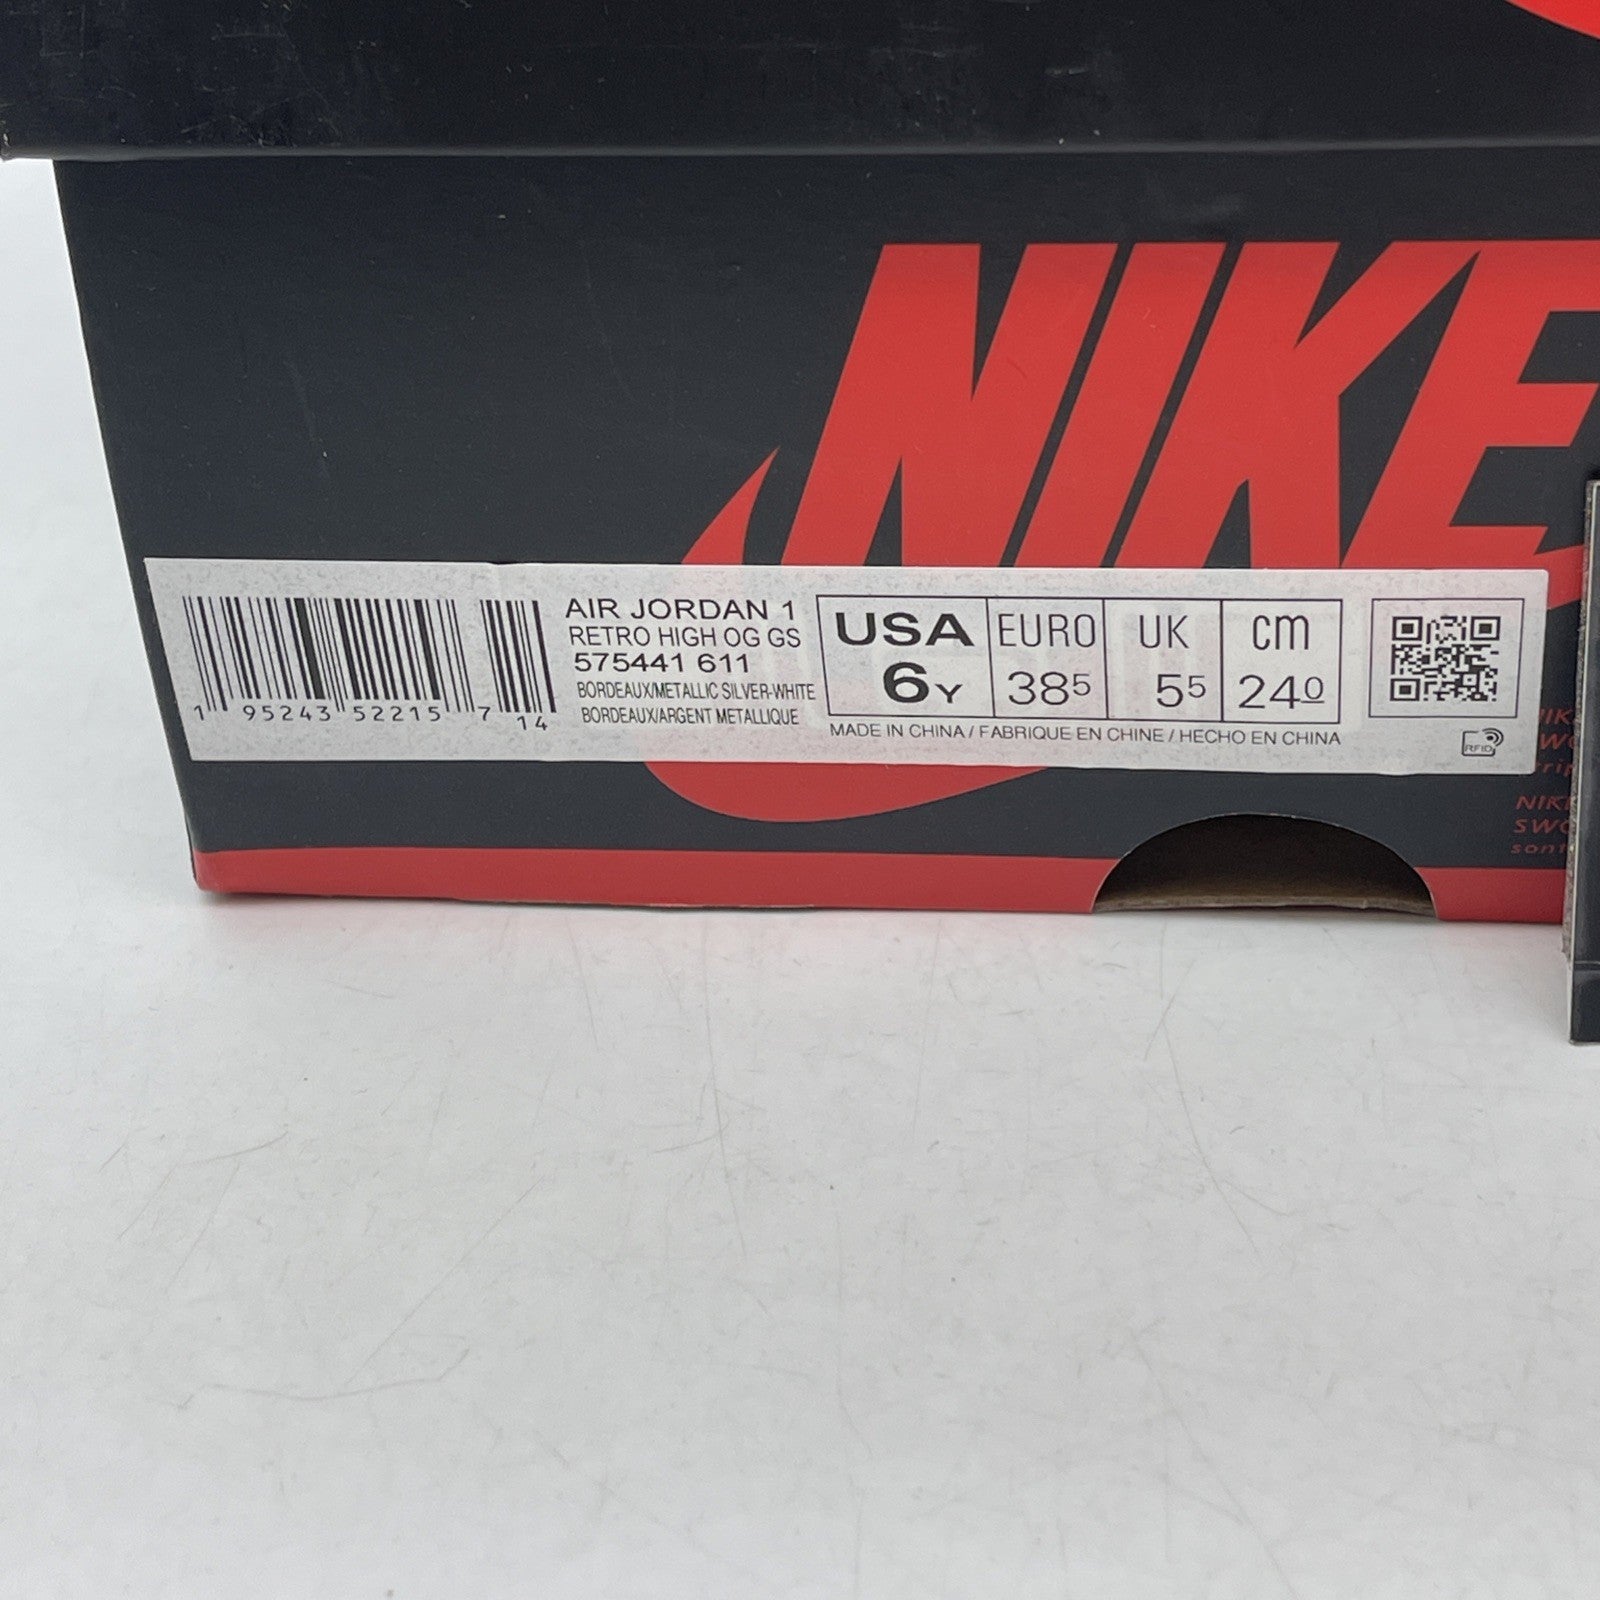 NIKE
AIR JORDAN 1
RETRO HIGH OG GS
575441 611
BORDEAUX/METALLIC SILVER-WHITE
BORDEAUX/ARGENT METALLIQUE
1 95243 52215 7 14
USA EURO UK cm
6Y 385 55 240
MADE IN CHINA / FABRIQUE EN CHINE / HECHO EN CHINA
RFID
NIKE